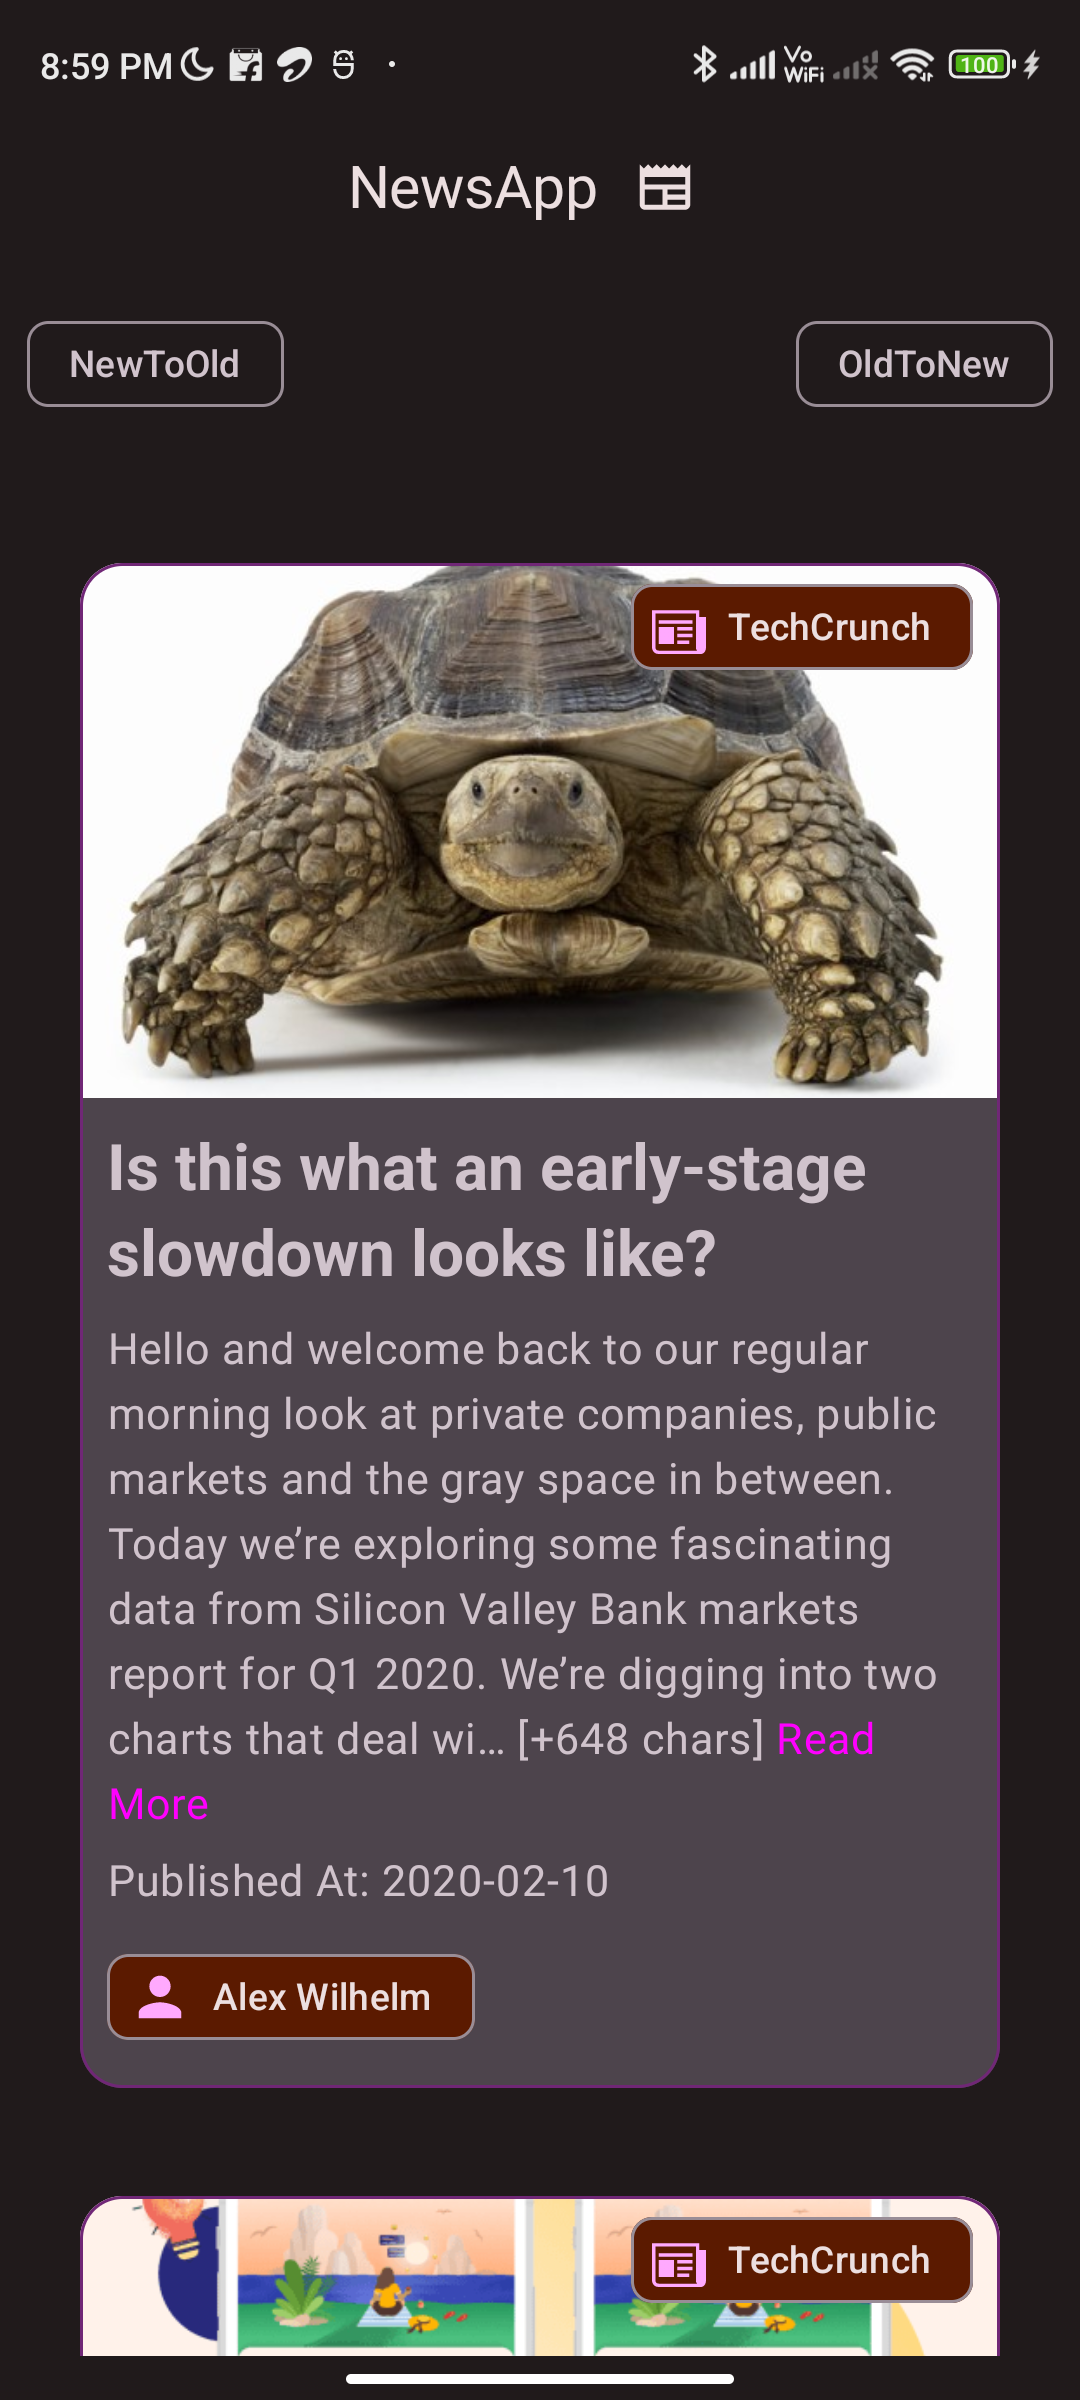 8:59 PM
Vo
WiFi
100
NewsApp
NewToOld
OldToNew
TechCrunch
Is this what an early-stage
slowdown looks like?
Hello and welcome back to our regular
morning look at private companies, public
markets and the gray space in between.
Today we’re exploring some fascinating
data from Silicon Valley Bank markets
report for Q1 2020. We’re digging into two
charts that deal wi… [+648 chars] Read
More
Published At: 2020-02-10
Alex Wilhelm
TechCrunch